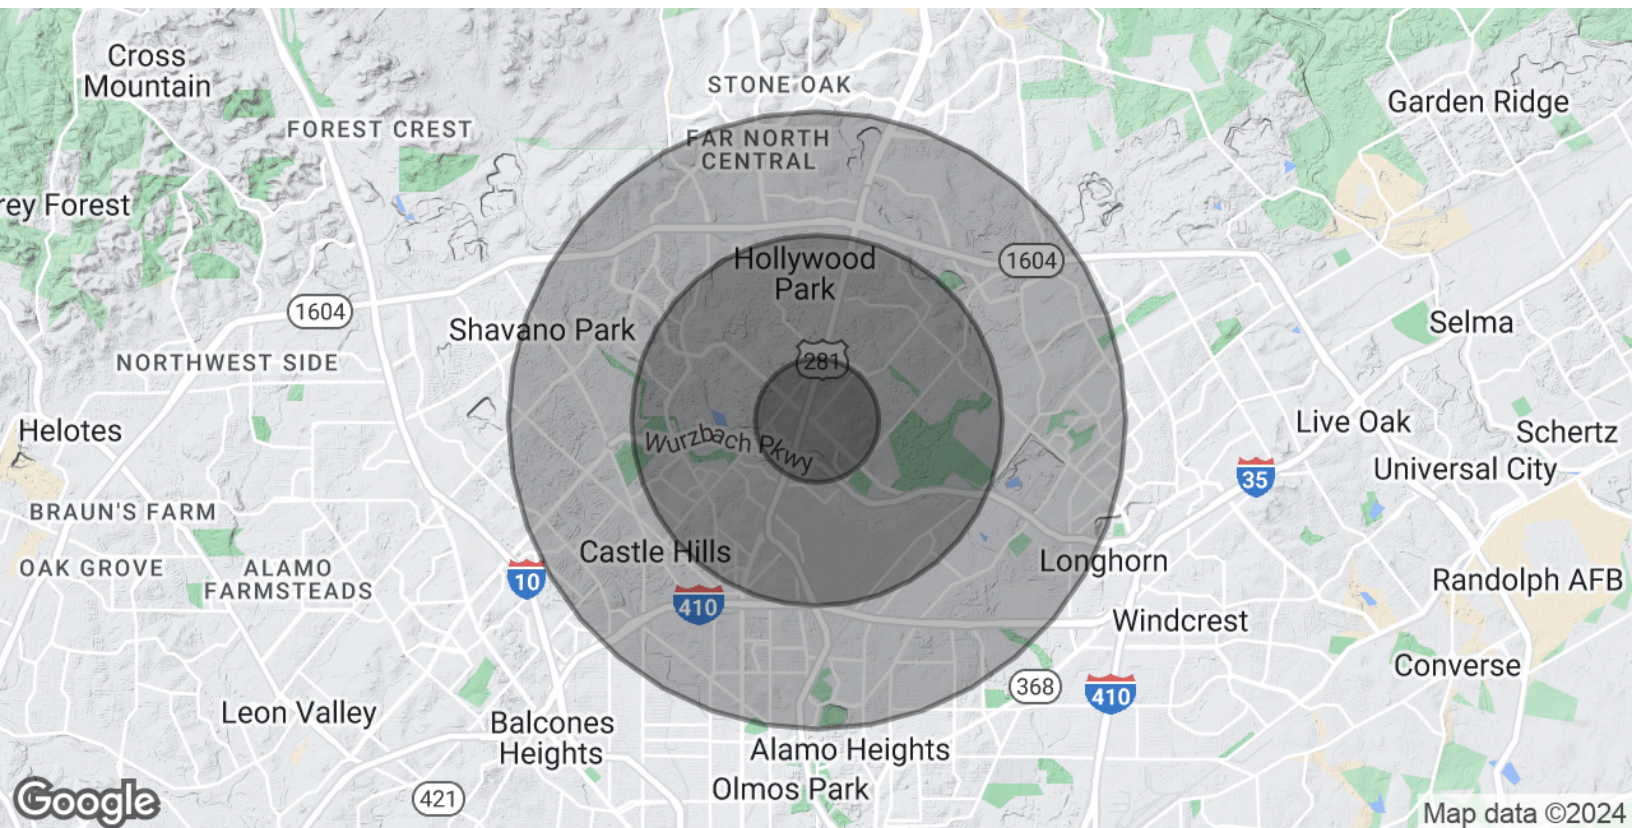 Cross
Mountain
STONE OAK
Garden Ridge
FOREST CREST
FAR NORTH
CENTRAL
rey Forest
Hollywood
Park
1604
1604
Shavano Park
Selma
NORTHWEST SIDE
281
Helotes
Live Oak
Schertz
Wurzbach Pkwy
Universal City
35
BRAUN'S FARM
Castle Hills
Longhorn
OAK GROVE
ALAMO
FARMSTEADS
10
Randolph AFB
410
Windcrest
Converse
368
410
Leon Valley
Balcones
Heights
Alamo Heights
Olmos Park
421
Google
Map data ©2024